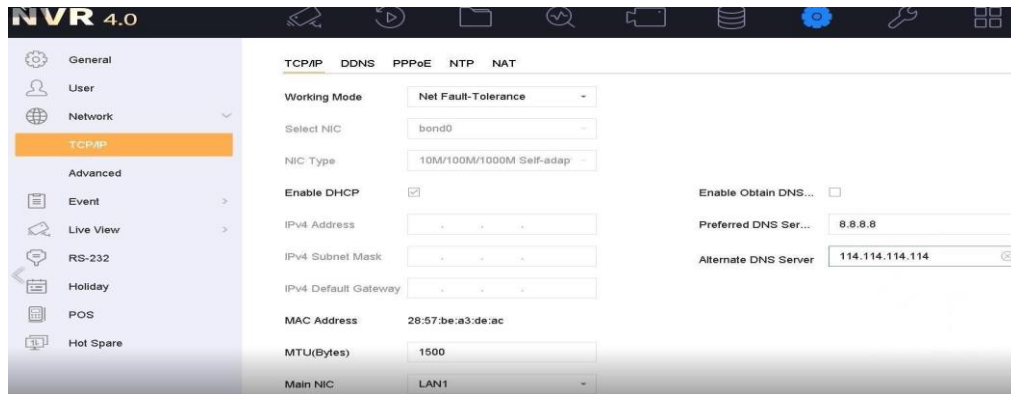 NVR 4.0
General
User
Network
TCP/IP
Advanced
Event
Live View
RS-232
Holiday
POS
Hot Spare
TCP/IP DDNS PPPoE NTP NAT
Working Mode Net Fault-Tolerance
Select NIC bond0
NIC Type 10M/100M/1000M Self-adap
Enable DHCP Enable Obtain DNS...
IPv4 Address Preferred DNS Ser... 8.8.8.8
IPv4 Subnet Mask Alternate DNS Server 114.114.114.114
IPv4 Default Gateway
MAC Address 28:57:be:a3:de:ac
MTU(Bytes) 1500
Main NIC LAN1